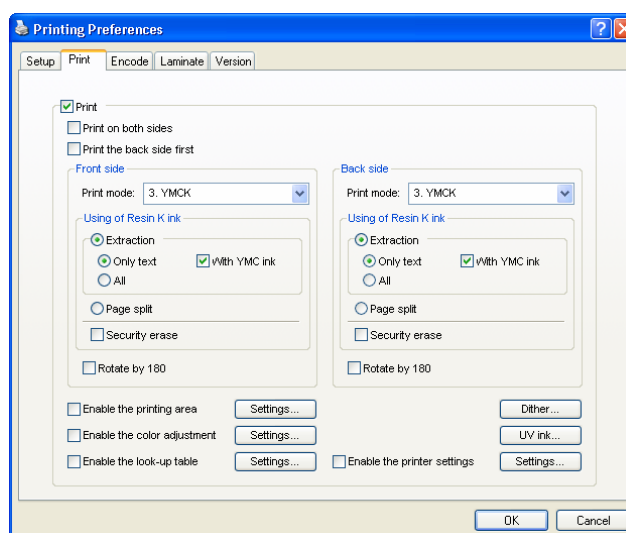 Printing Preferences
Setup Print Encode Laminate Version
Print
Print on both sides
Print the back side first
Front side Back side
Print mode: 3. YMCK Print mode: 3. YMCK
Using of Resin K ink Using of Resin K ink
Extraction Extraction
Only text With YMC ink Only text With YMC ink
All All
Page split Page split
Security erase Security erase
Rotate by 180 Rotate by 180
Enable the printing area Settings... Dither...
Enable the color adjustment Settings... UV ink...
Enable the look-up table Settings... Enable the printer settings Settings...
OK Cancel